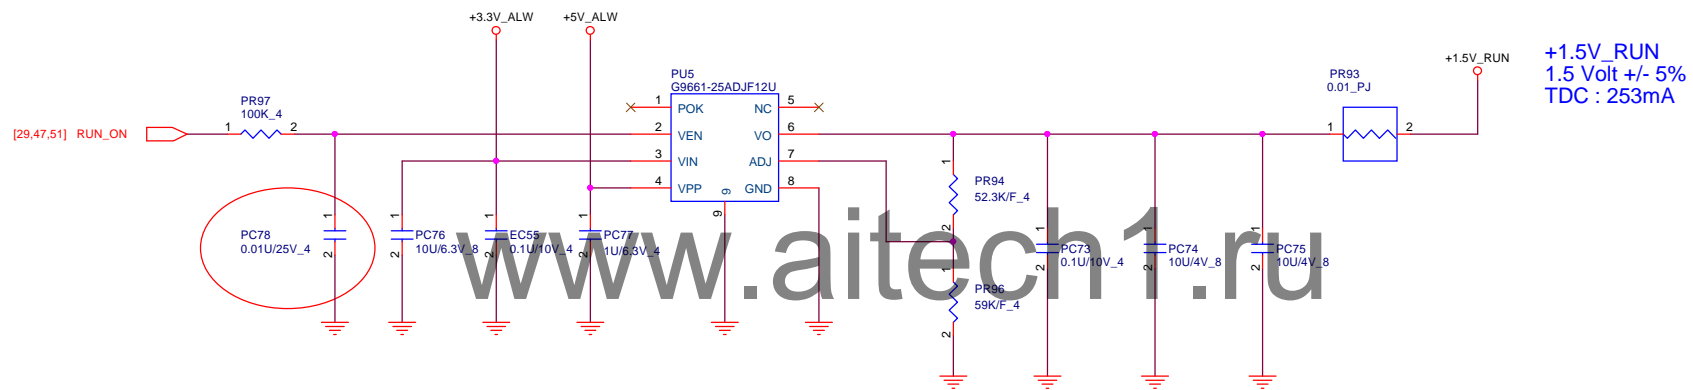 +3.3V_ALW
+5V_ALW
+1.5V_RUN
+1.5V_RUN
1.5 Volt +/- 5%
TDC : 253mA
PU5
G9661-25ADJF12U
PR93
0.01_PJ
PR97
100K_4
[29,47,51] RUN_ON
1
2
1
POK
NC
5
2
VEN
VO
6
3
VIN
ADJ
7
4
VPP
GND
8
9
9
1
2
PR94
52.3K/F_4
1
2
PR96
59K/F_4
1
2
PC78
0.01U/25V_4
1
2
PC76
10U/6.3V_8
1
2
EC55
0.1U/10V_4
1
2
PC77
1U/6.3V_4
1
2
PC73
0.1U/10V_4
1
2
PC74
10U/4V_8
1
2
PC75
10U/4V_8
1
2
www.aitech1.ru